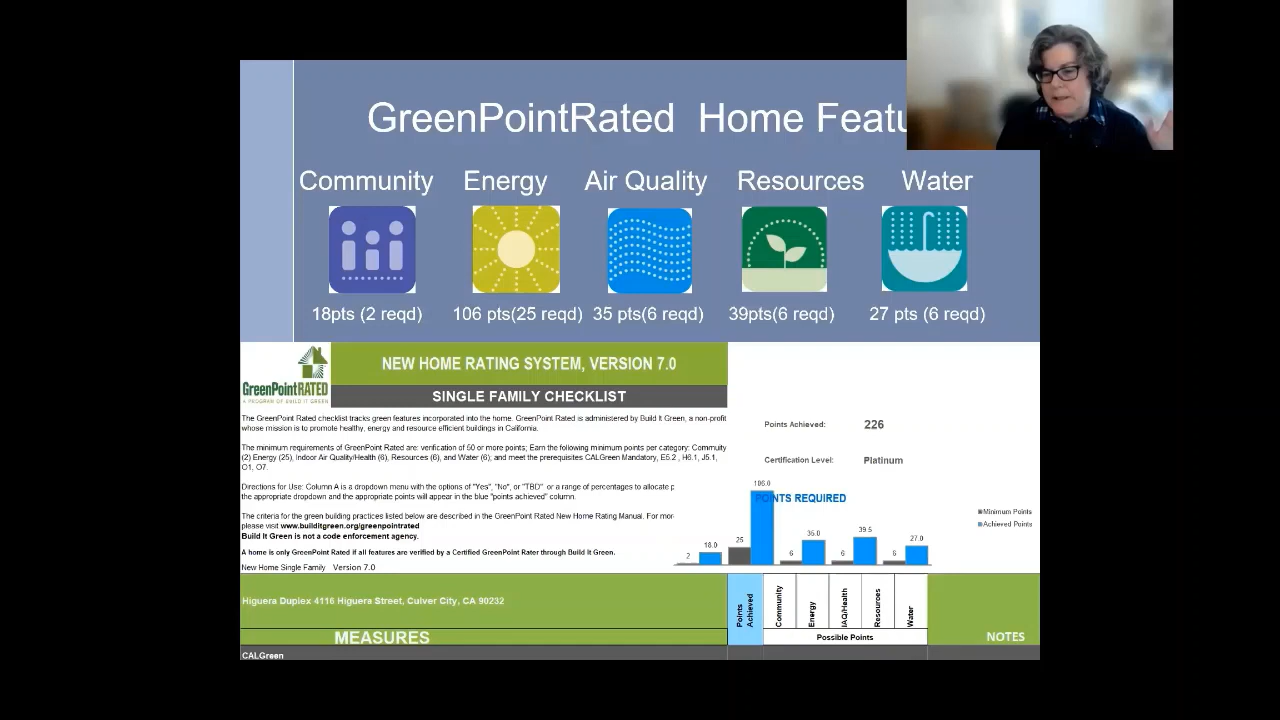 GreenPointRated Home Featu
Community Energy Air Quality Resources Water
18pts (2 reqd) 106 pts(25 reqd) 35 pts(6 reqd) 39pts(6 reqd) 27 pts (6 reqd)
GreenPointRATED
A PROGRAM OF BUILD IT GREEN
NEW HOME RATING SYSTEM, VERSION 7.0
SINGLE FAMILY CHECKLIST
The GreenPoint Rated checklist tracks green features incorporated into the home. GreenPoint Rated is administered by Build It Green, a non-profit
whose mission is to promote healthy, energy and resource efficient buildings in California.
The minimum requirements of GreenPoint Rated are: verification of 50 or more points; Earn the following minimum points per category: Commuity
(2) Energy (25), Indoor Air Quality/Health (6), Resources (6), and Water (6); and meet the prerequisites CALGreen Mandatory, E5.2 , H6.1, J5.1,
O1, O7.
Directions for Use: Column A is a dropdown menu with the options of "Yes", "No", or "TBD" or a range of percentages to allocate p
the appropriate dropdown and the appropriate points will appear in the blue "points achieved" column.
The criteria for the green building practices listed below are described in the GreenPoint Rated New Home Rating Manual. For mor
please visit www.builditgreen.org/greenpointrated
Build It Green is not a code enforcement agency.
A home is only GreenPoint Rated if all features are verified by a Certified GreenPoint Rater through Build It Green.
New Home Single Family Version 7.0
Points Achieved: 226
Certification Level: Platinum
POINTS REQUIRED
106.0
2 18.0 25 6 35.0 6 39.5 6 27.0
Minimum Points
Achieved Points
Higuera Duplex 4116 Higuera Street, Culver City, CA 90232
Points Achieved
Community
Energy
IAQ/Health
Resources
Water
MEASURES
Possible Points
NOTES
CALGreen